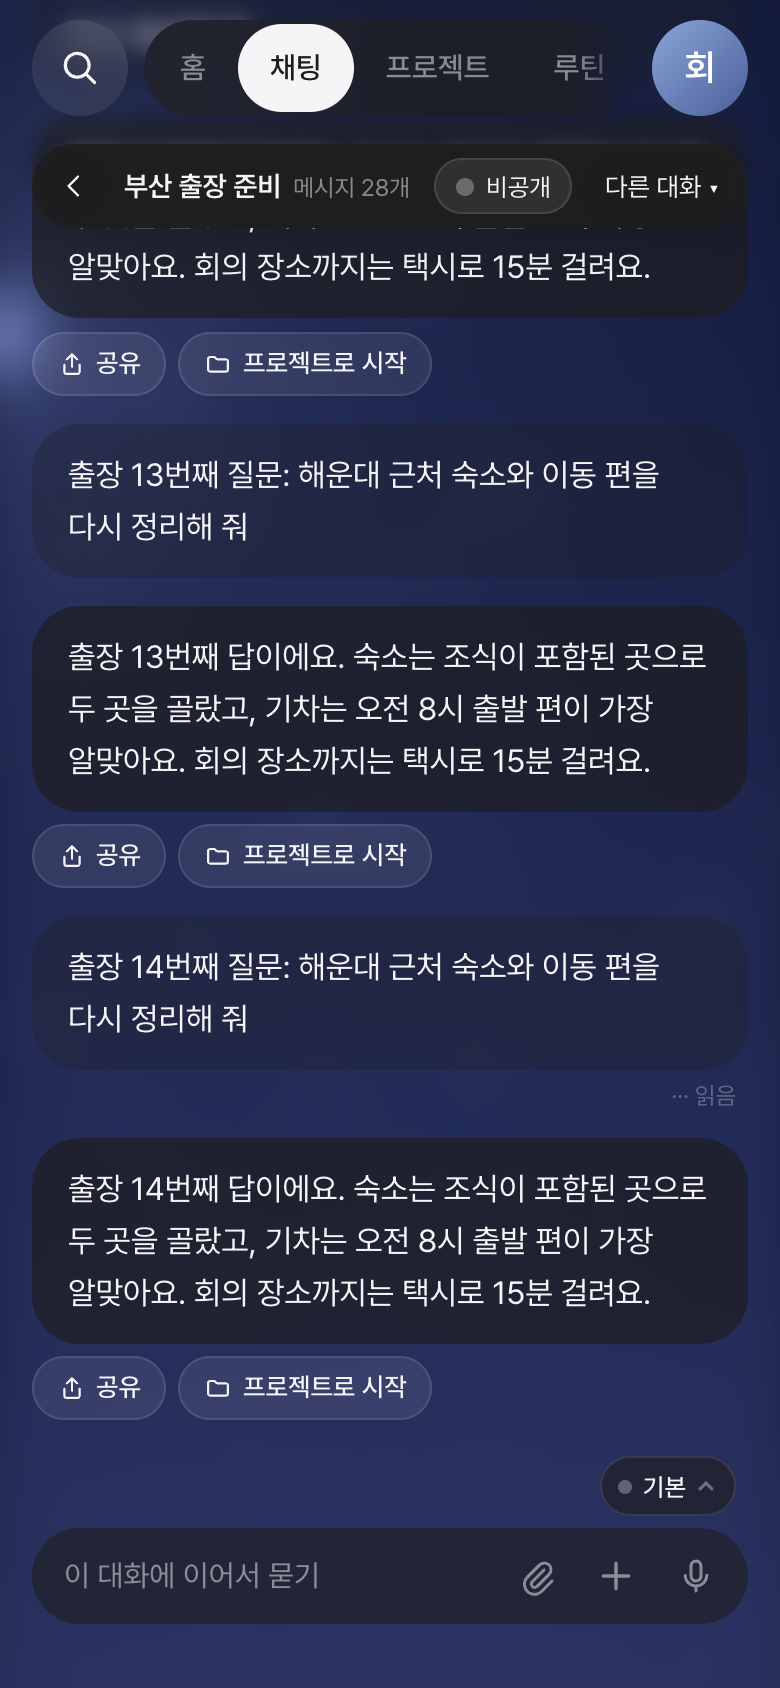 홈 채팅 프로젝트 루틴 회
부산 출장 준비 메시지 28개 비공개 다른 대화
알맞아요. 회의 장소까지는 택시로 15분 걸려요.
공유 프로젝트로 시작
출장 13번째 질문: 해운대 근처 숙소와 이동 편을
다시 정리해 줘
출장 13번째 답이에요. 숙소는 조식이 포함된 곳으로
두 곳을 골랐고, 기차는 오전 8시 출발 편이 가장
알맞아요. 회의 장소까지는 택시로 15분 걸려요.
공유 프로젝트로 시작
출장 14번째 질문: 해운대 근처 숙소와 이동 편을
다시 정리해 줘
··· 읽음
출장 14번째 답이에요. 숙소는 조식이 포함된 곳으로
두 곳을 골랐고, 기차는 오전 8시 출발 편이 가장
알맞아요. 회의 장소까지는 택시로 15분 걸려요.
공유 프로젝트로 시작
기본
이 대화에 이어서 묻기